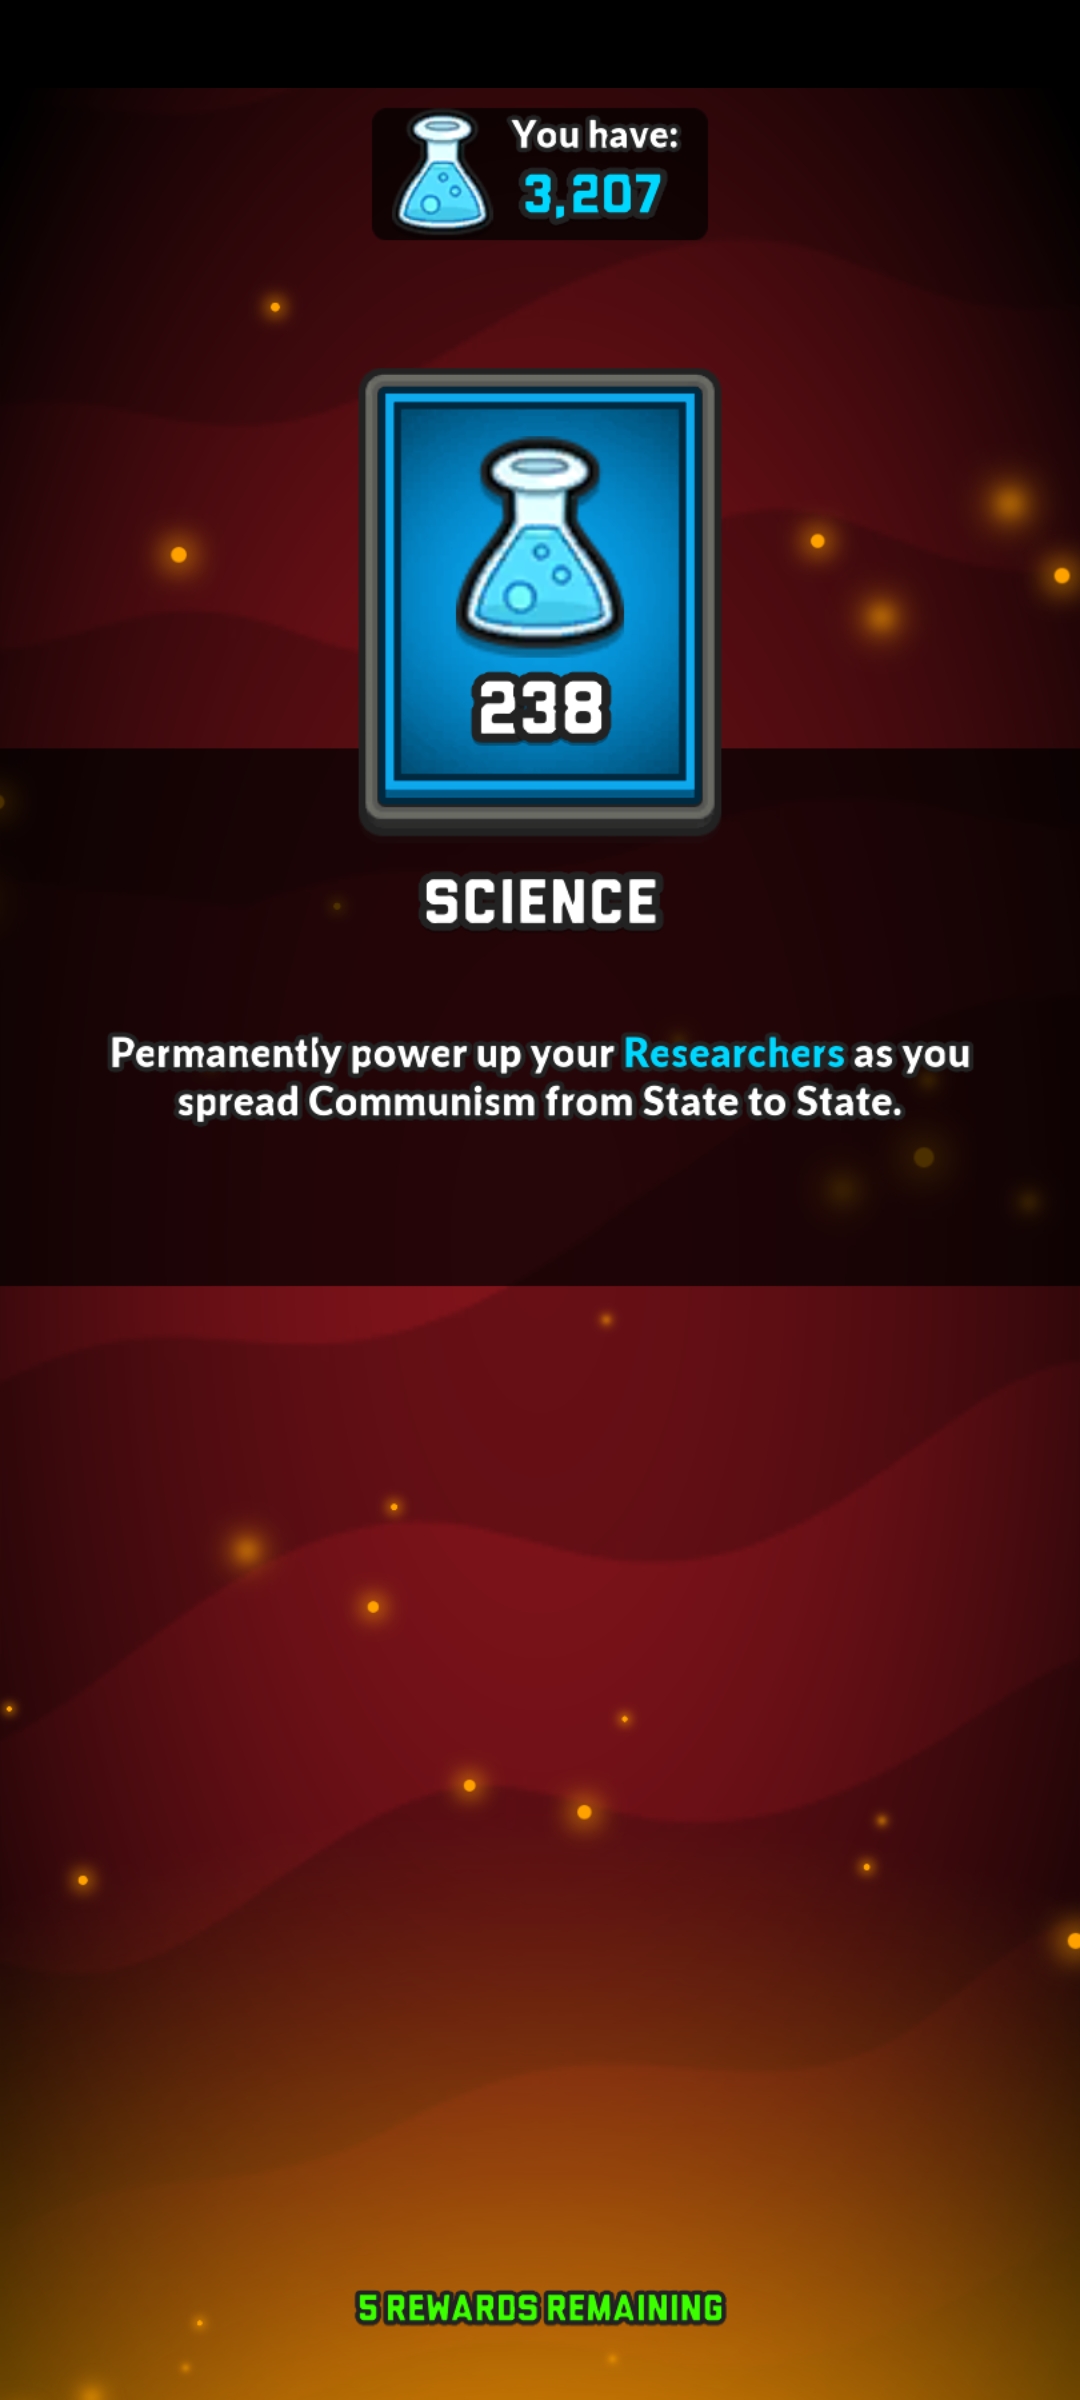 You have:
3,207
238
SCIENCE
Permanently power up your Researchers as you
spread Communism from State to State.
5 REWARDS REMAINING